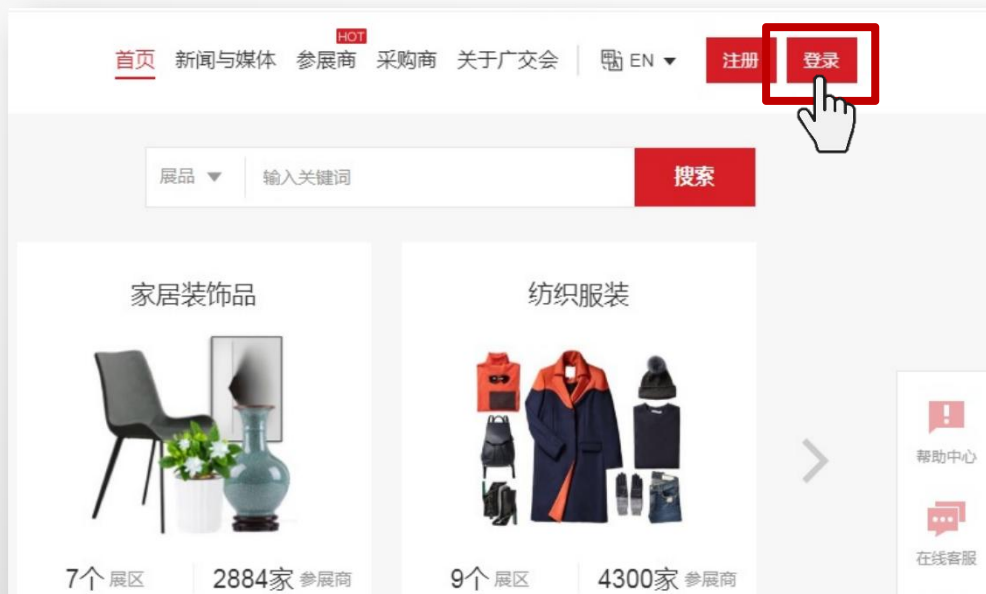 HOT
首页 新闻与媒体 参展商 采购商 关于广交会 EN 注册 登录
展品 输入关键词 搜索
家居装饰品 纺织服装
帮助中心
在线客服
7个 展区 2884家 参展商 9个 展区 4300家 参展商